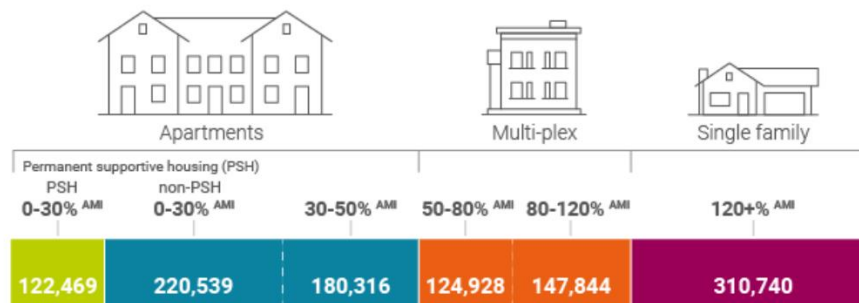 Apartments
Multi-plex
Single family
Permanent supportive housing (PSH)
PSH
non-PSH
0-30% AMI
0-30% AMI
30-50% AMI
50-80% AMI
80-120% AMI
120+% AMI
122,469
220,539
180,316
124,928
147,844
310,740